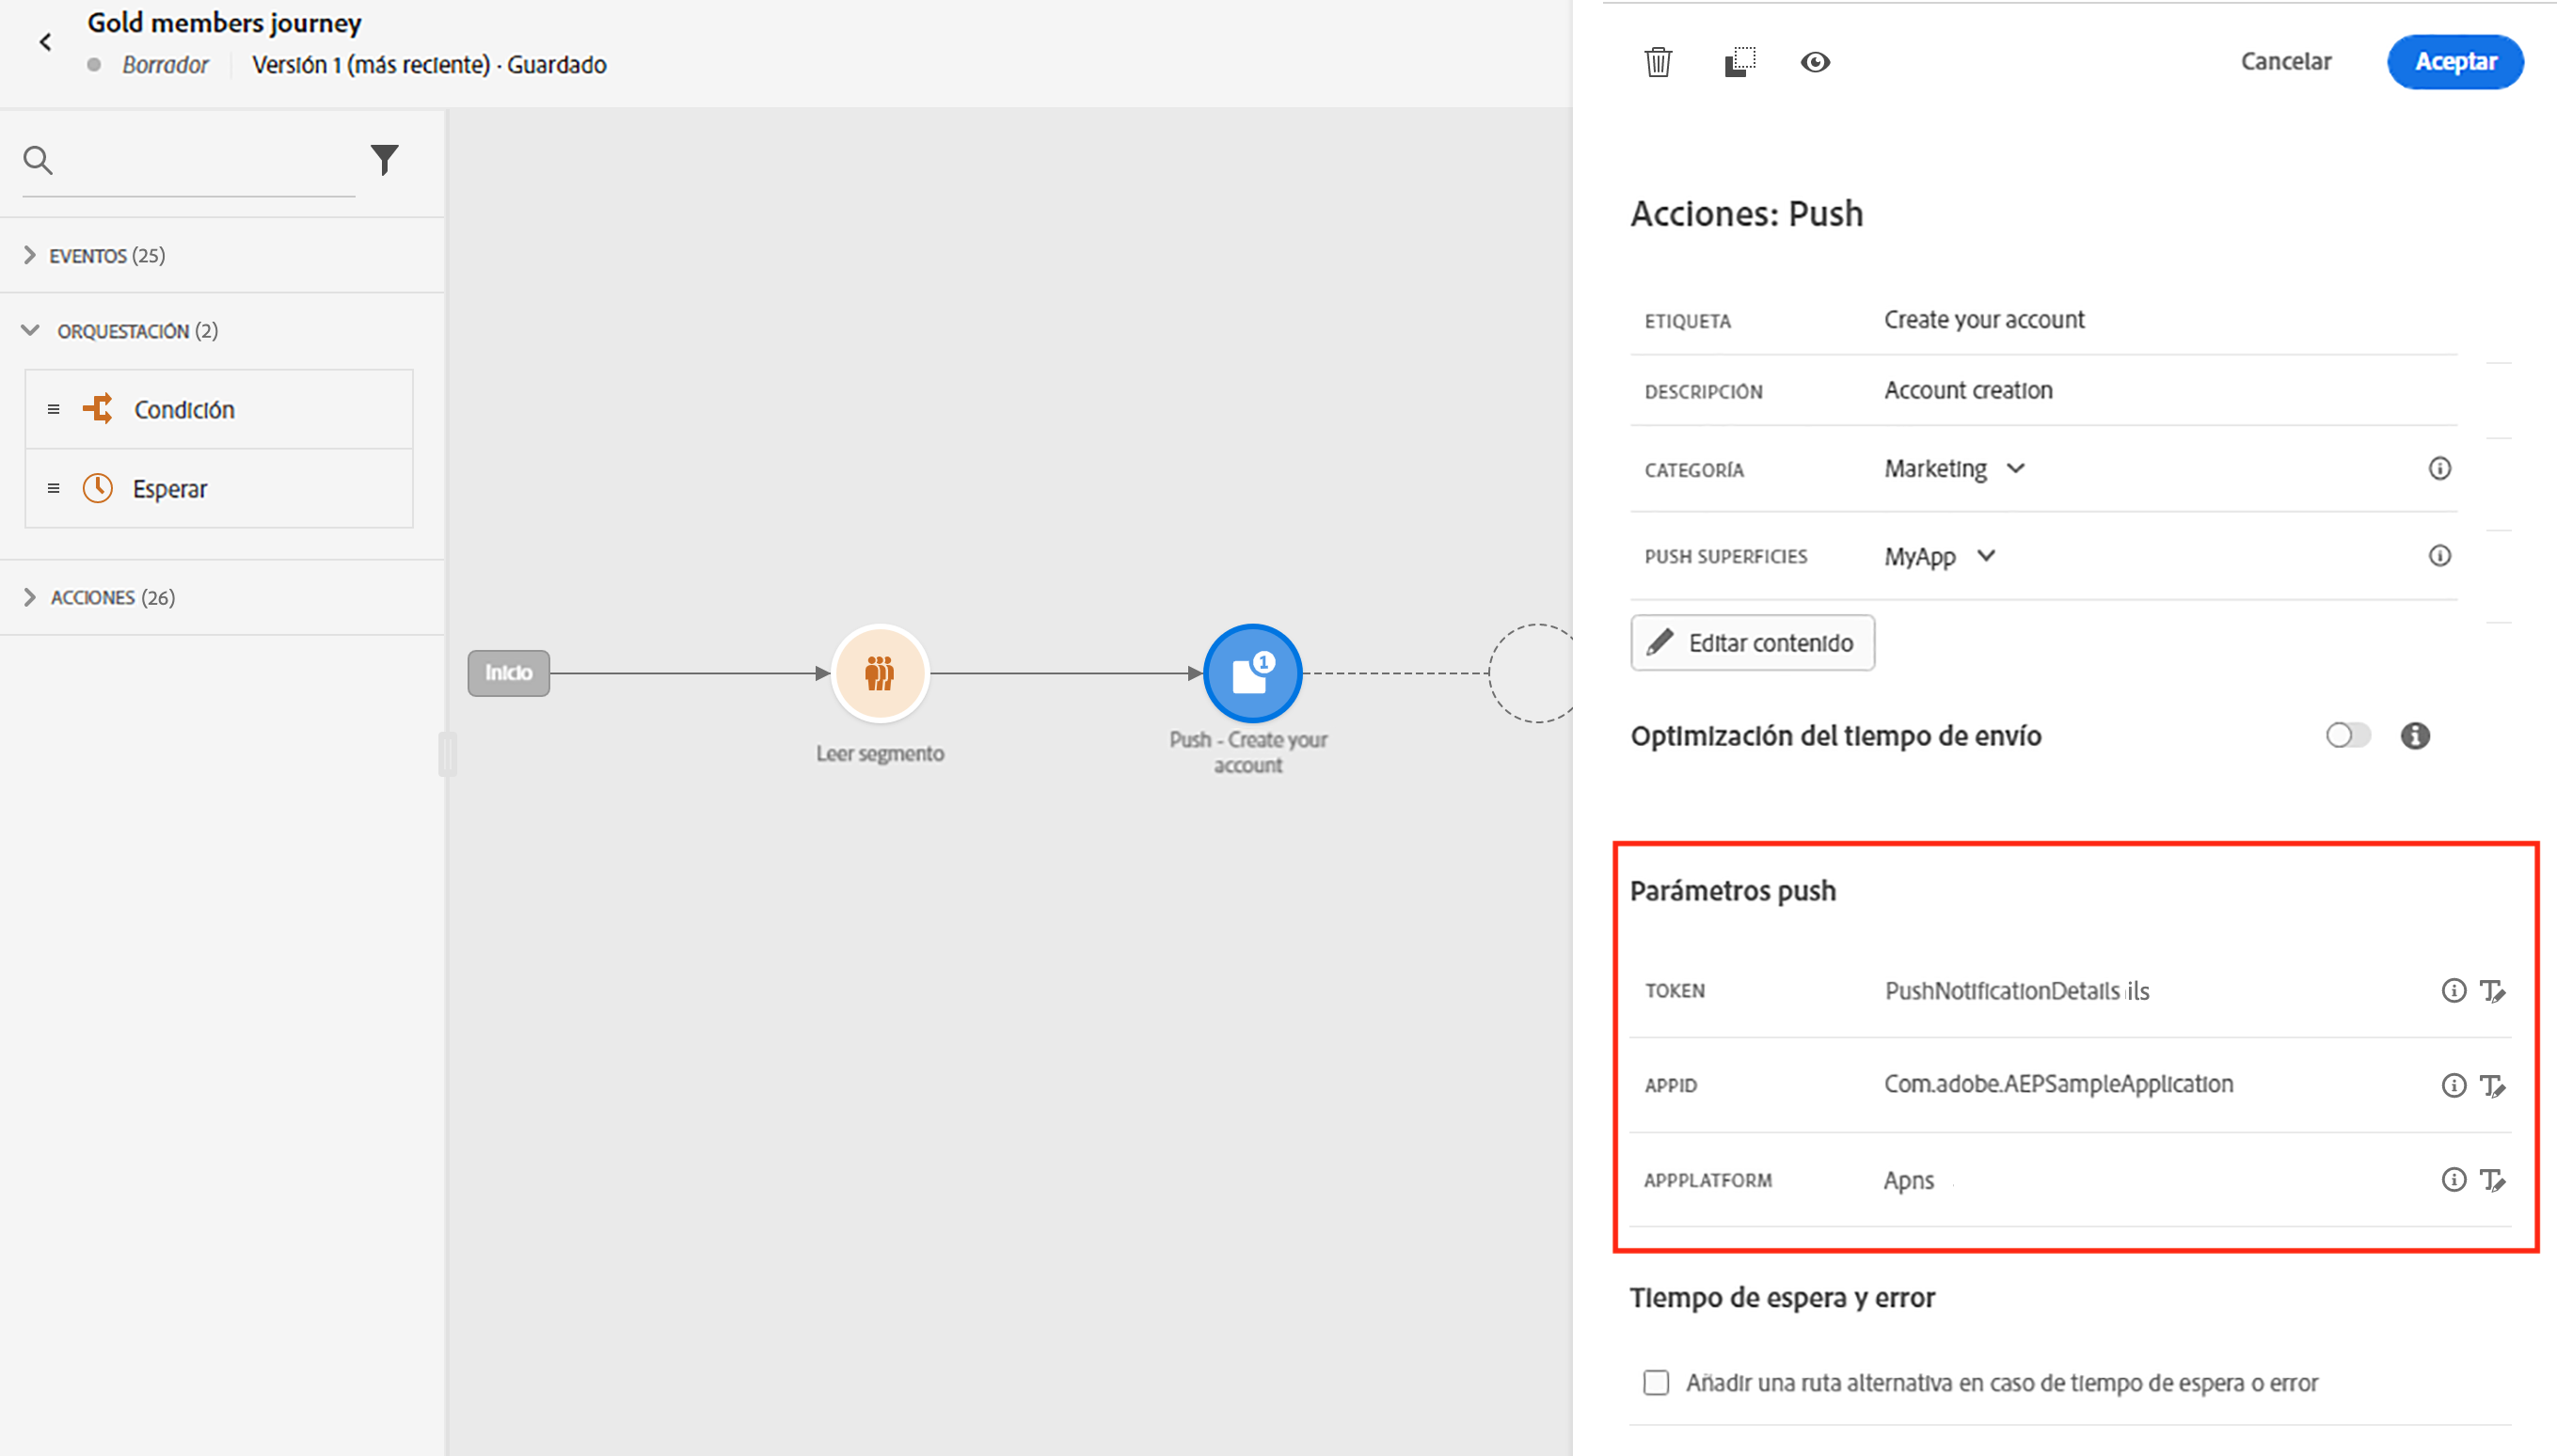 Gold members journey
Borrador
Versión 1 (más reciente) · Guardado
EVENTOS (25)
ORQUESTACIÓN (2)
Condición
Esperar
ACCIONES (26)
Inicio
Leer segmento
1
Push - Create your
account
Cancelar
Aceptar
Acciones: Push
ETIQUETA Create your account
DESCRIPCIÓN Account creation
CATEGORÍA Marketing
PUSH SUPERFICIES MyApp
Editar contenido
Optimización del tiempo de envío
Parámetros push
TOKEN PushNotificationDetails ils
APPID Com.adobe.AEPSampleApplication
APPPLATFORM Apns
Tiempo de espera y error
Añadir una ruta alternativa en caso de tiempo de espera o error